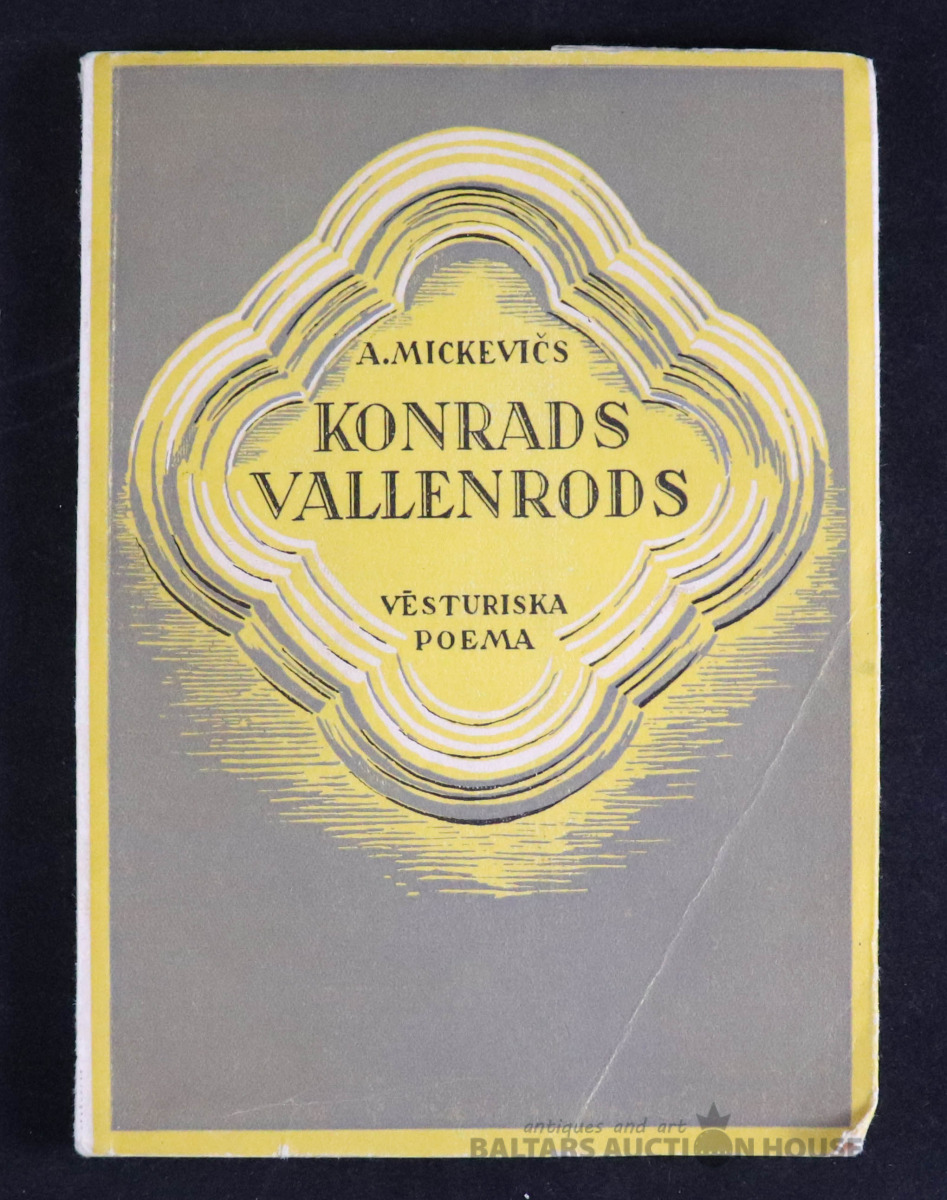 Ā.MICKEVIČS
KONRADS
VALLENRODS
VĒSTURISKA
POEMA
antiques and art
BALTARS AUCTION HOUSE